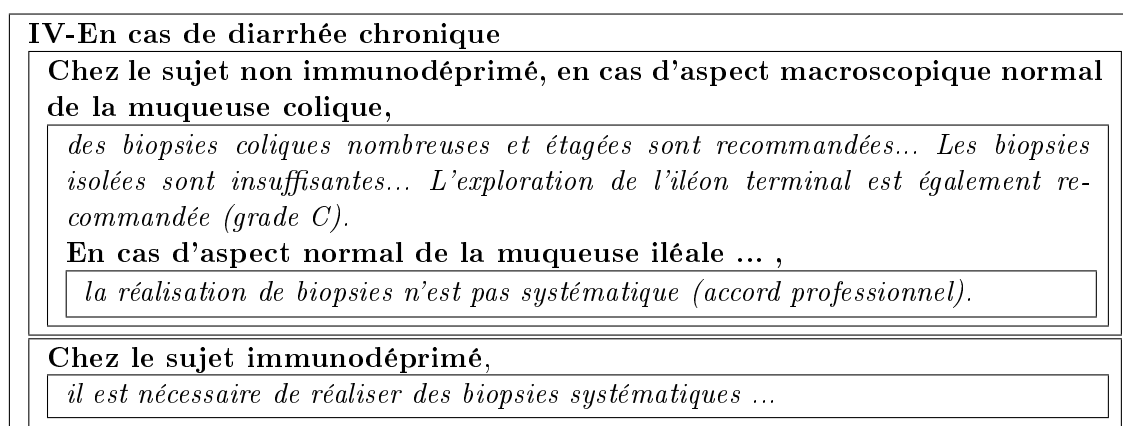 IV-En cas de diarrhée chronique
Chez le sujet non immunodéprimé, en cas d'aspect macroscopique normal
de la muqueuse colique,
des biopsies coliques nombreuses et étagées sont recommandées... Les biopsies
isolées sont insuffisantes... L'exploration de l'iléon terminal est également re-
commandée (grade C).
En cas d'aspect normal de la muqueuse iléale ... ,
la réalisation de biopsies n'est pas systématique (accord professionnel).
Chez le sujet immunodéprimé,
il est nécessaire de réaliser des biopsies systématiques ...